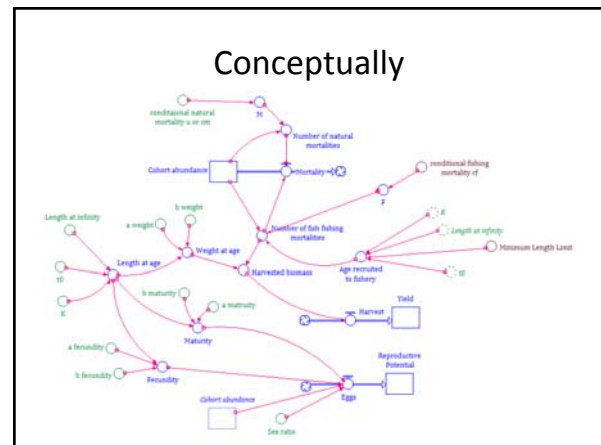 Conceptually
conditional natural
mortality u or cm
M
Number of natural
mortalities
Cohort abundance
Mortality
conditional fishing
mortality cf
F
Number of fish fishing
mortalities
K
Length at infinity
Minimum Length Limit
t0
Age recruited
to fishery
b weight
a weight
Length at infinity
Length at age
Weight at age
Harvested biomass
t0
K
b maturity
a matruity
Maturity
Harvest
Yield
a fecundity
b fecundity
Fecundity
Reproductive
Potential
Eggs
Cohort abundance
Sex ratio